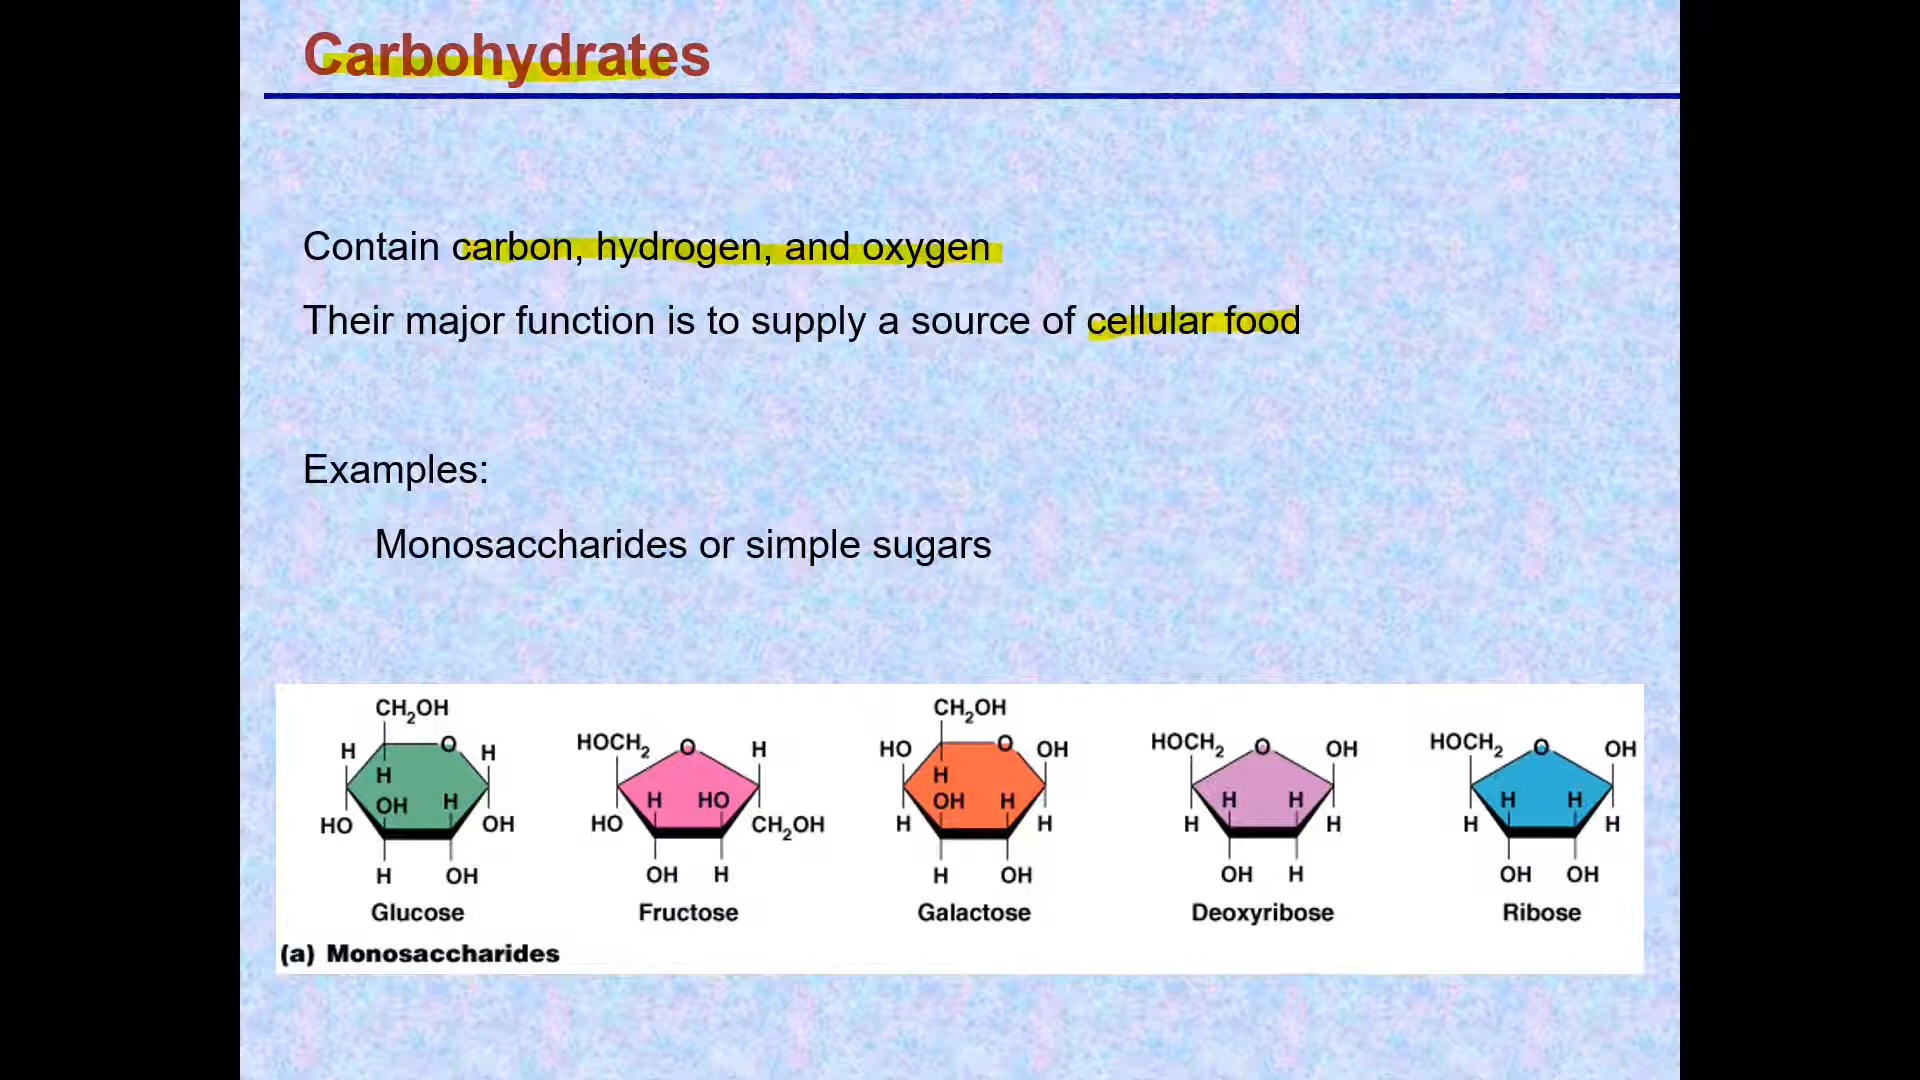 Carbohydrates
Contain carbon, hydrogen, and oxygen
Their major function is to supply a source of cellular food
Examples:
Monosaccharides or simple sugars
CH2OH
H
O
H
H
OH
H
HO
OH
H
OH
Glucose
HOCH2
O
H
H
HO
HO
CH2OH
OH
H
Fructose
CH2OH
HO
O
OH
H
OH
H
H
H
H
OH
Galactose
HOCH2
O
OH
H
H
H
H
OH
H
Deoxyribose
HOCH2
O
OH
H
H
H
H
OH
OH
Ribose
(a) Monosaccharides